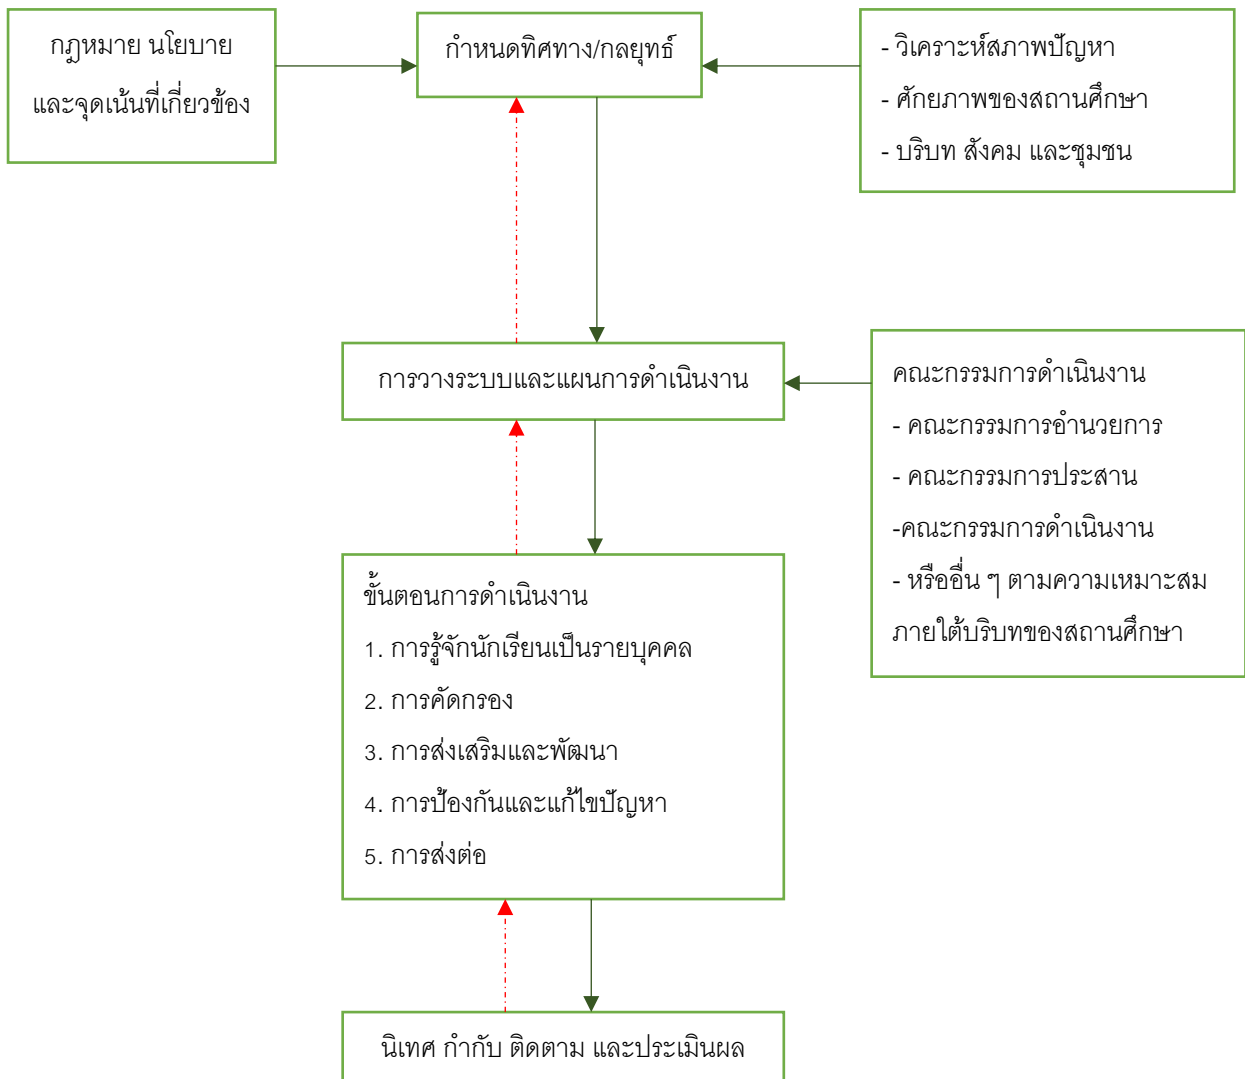 กฎหมาย นโยบาย
และจุดเน้นที่เกี่ยวข้อง
กำหนดทิศทาง/กลยุทธ์
- วิเคราะห์สภาพปัญหา
- ศักยภาพของสถานศึกษา
- บริบท สังคม และชุมชน
การวางระบบและแผนการดำเนินงาน
คณะกรรมการดำเนินงาน
- คณะกรรมการอำนวยการ
- คณะกรรมการประสาน
-คณะกรรมการดำเนินงาน
- หรืออื่น ๆ ตามความเหมาะสม
ภายใต้บริบทของสถานศึกษา
ขั้นตอนการดำเนินงาน
1. การรู้จักนักเรียนเป็นรายบุคคล
2. การคัดกรอง
3. การส่งเสริมและพัฒนา
4. การป้องกันและแก้ไขปัญหา
5. การส่งต่อ
นิเทศ กำกับ ติดตาม และประเมินผล